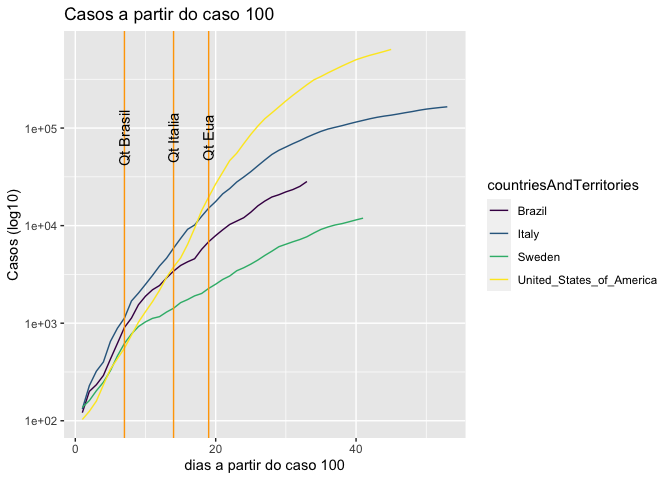 Casos a partir do caso 100
Casos (log10)
1e+05
1e+04
1e+03
1e+02
Qt Brasil
Qt Italia
Qt Eua
0
20
40
dias a partir do caso 100
countriesAndTerritories
Brazil
Italy
Sweden
United_States_of_America